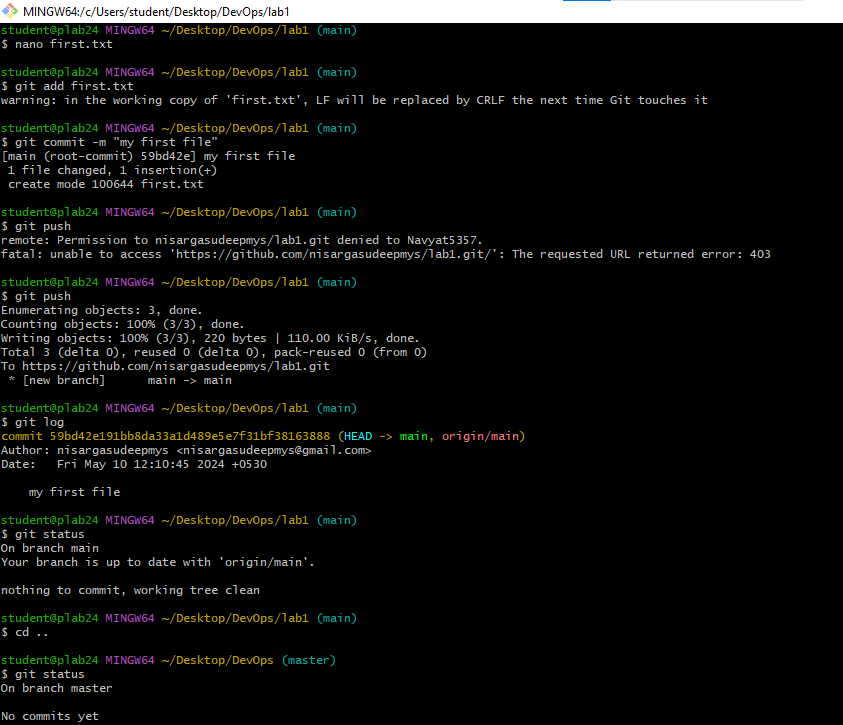 MINGW64:/c/Users/student/Desktop/DevOps/lab1
student@plab24 MINGW64 ~/Desktop/DevOps/lab1 (main)
$ nano first.txt
student@plab24 MINGW64 ~/Desktop/DevOps/lab1 (main)
$ git add first.txt
warning: in the working copy of 'first.txt', LF will be replaced by CRLF the next time Git touches it
student@plab24 MINGW64 ~/Desktop/DevOps/lab1 (main)
$ git commit -m "my first file"
[main (root-commit) 59bd42e] my first file
 1 file changed, 1 insertion(+)
 create mode 100644 first.txt
student@plab24 MINGW64 ~/Desktop/DevOps/lab1 (main)
$ git push
remote: Permission to nisargasudeepmys/lab1.git denied to Navyat5357.
fatal: unable to access 'https://github.com/nisargasudeepmys/lab1.git/': The requested URL returned error: 403
student@plab24 MINGW64 ~/Desktop/DevOps/lab1 (main)
$ git push
Enumerating objects: 3, done.
Counting objects: 100% (3/3), done.
Writing objects: 100% (3/3), 220 bytes | 110.00 KiB/s, done.
Total 3 (delta 0), reused 0 (delta 0), pack-reused 0 (from 0)
To https://github.com/nisargasudeepmys/lab1.git
 * [new branch]      main -> main
student@plab24 MINGW64 ~/Desktop/DevOps/lab1 (main)
$ git log
commit 59bd42e191bb8da33a1d489e5e7f31bf38163888 (HEAD -> main, origin/main)
Author: nisargasudeepmys <nisargasudeepmys@gmail.com>
Date:   Fri May 10 12:10:45 2024 +0530
    my first file
student@plab24 MINGW64 ~/Desktop/DevOps/lab1 (main)
$ git status
On branch main
Your branch is up to date with 'origin/main'.
nothing to commit, working tree clean
student@plab24 MINGW64 ~/Desktop/DevOps/lab1 (main)
$ cd ..
student@plab24 MINGW64 ~/Desktop/DevOps (master)
$ git status
On branch master
No commits yet